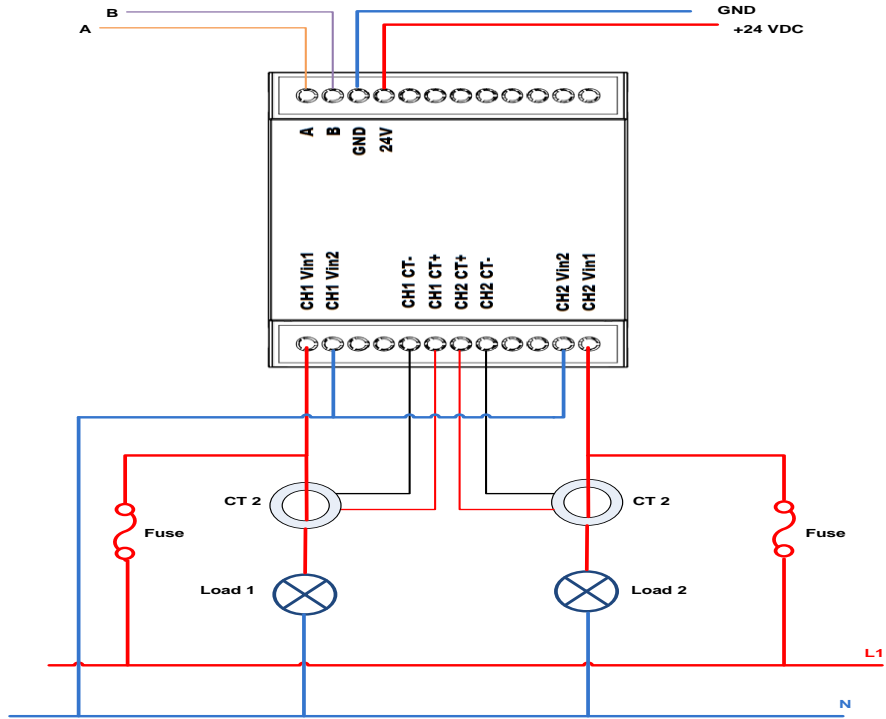 B
GND
A
+24 VDC
A
B
GND
24V
CH1 Vin1
CH1 Vin2
CH1 CT-
CH1 CT+
CH2 CT+
CH2 CT-
CH2 Vin2
CH2 Vin1
CT 2
CT 2
Fuse
Fuse
Load 1
Load 2
L1
N